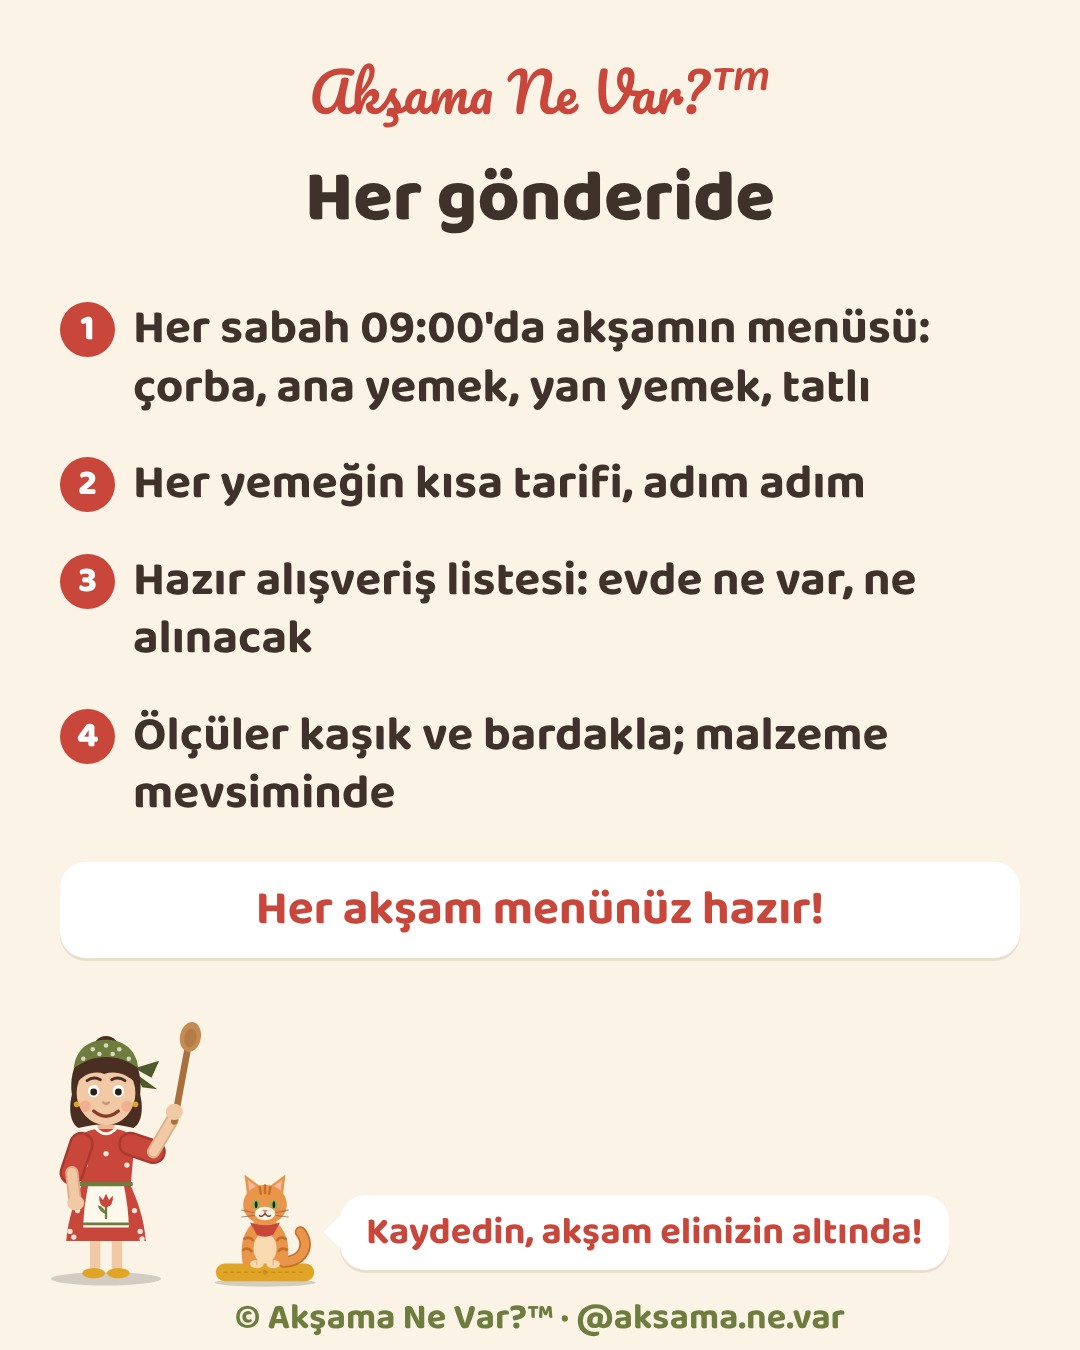 Akşama Ne Var?™
Her gönderide
1 Her sabah 09:00'da akşamın menüsü:
çorba, ana yemek, yan yemek, tatlı
2 Her yemeğin kısa tarifi, adım adım
3 Hazır alışveriş listesi: evde ne var, ne
alınacak
4 Ölçüler kaşık ve bardakla; malzeme
mevsiminde
Her akşam menünüz hazır!
Kaydedin, akşam elinizin altında!
© Akşama Ne Var?™ · @aksama.ne.var